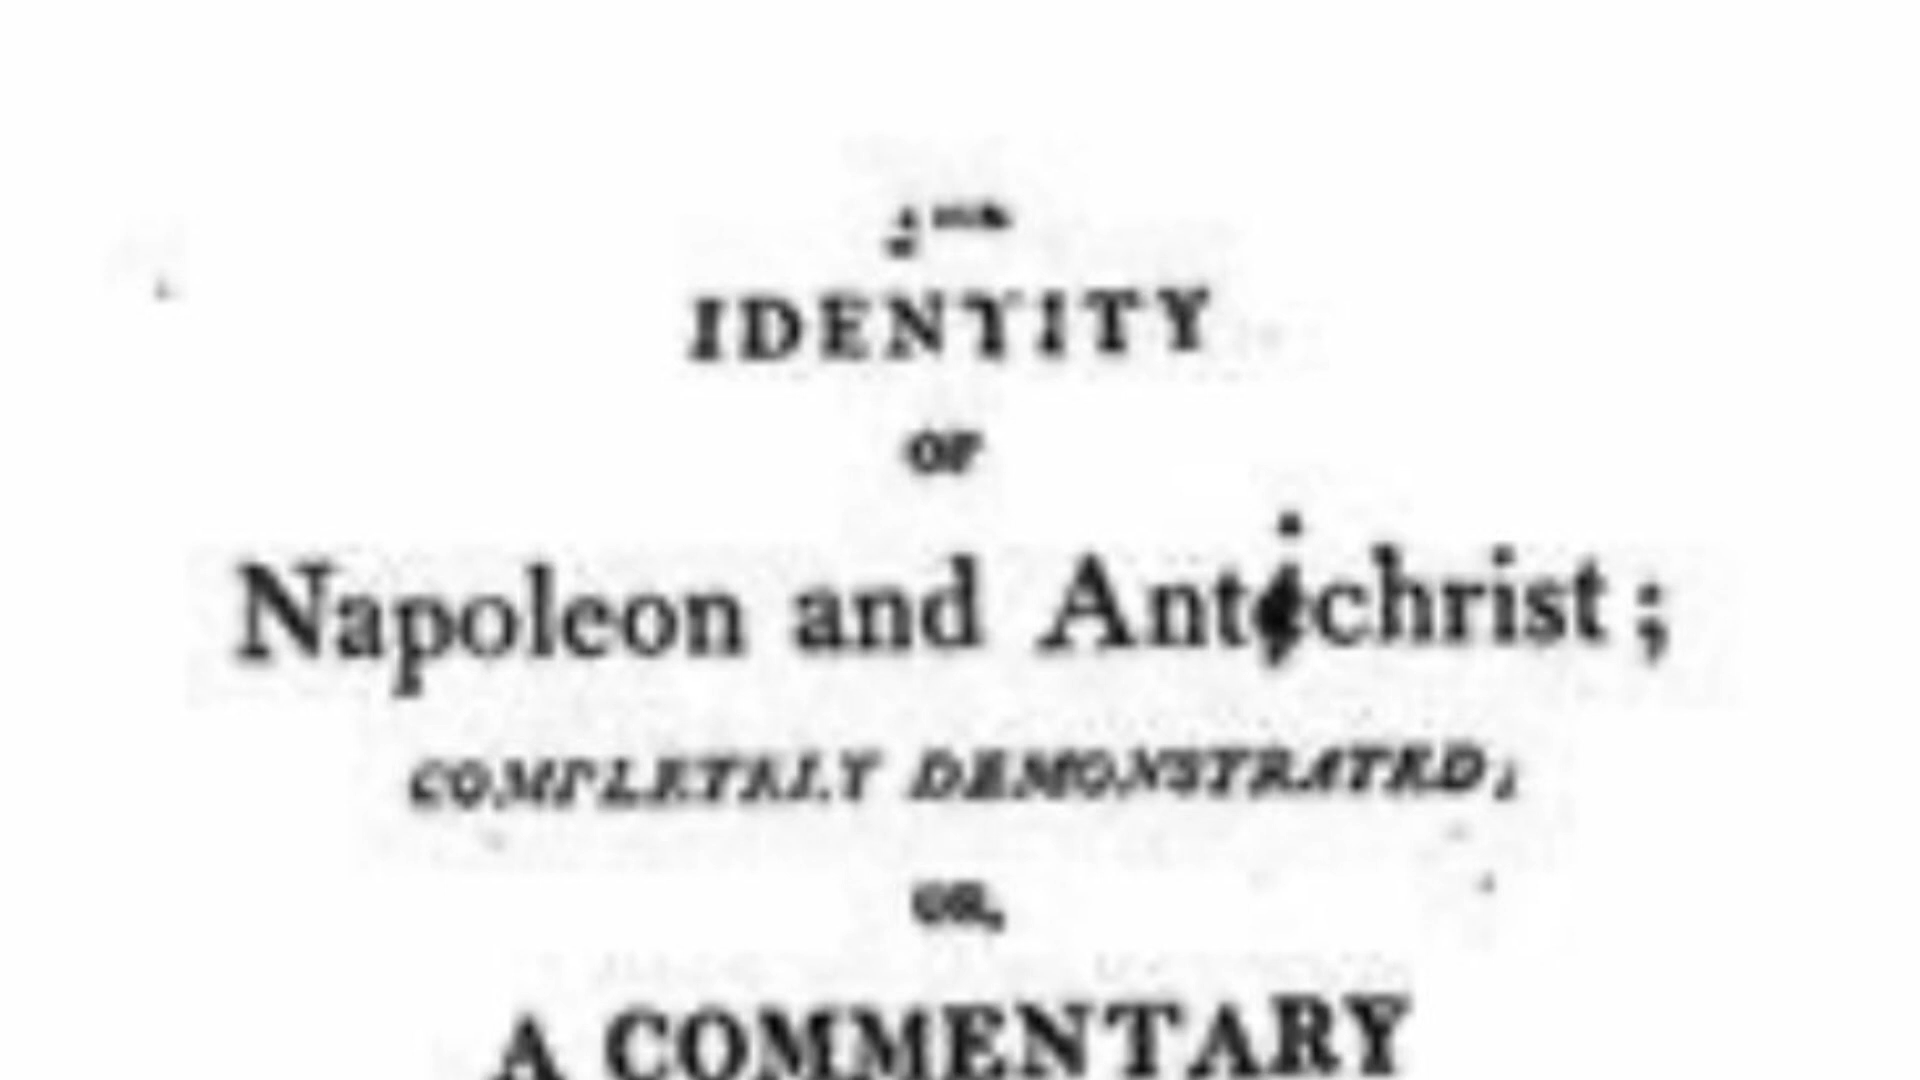 IDENTITY
OF
Napoleon and Antichrist;
COMPLETELY DEMONSTRATED;
OR,
A COMMENTARY